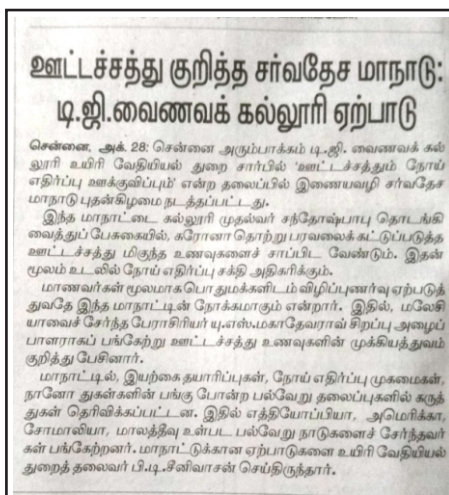 ஊட்டச்சத்து குறித்த சர்வதேச மாநாடு:
டி.ஜி.வைணவக் கல்லூரி ஏற்பாடு
சென்னை, அக். 28: சென்னை அரும்பாக்கம் டி.ஜி. வைணவக் கல்
லூரி உயிரி வேதியியல் துறை சார்பில் 'ஊட்டச்சத்தும் நோய்
எதிர்ப்பு ஊக்குவிப்பும்' என்ற தலைப்பில் இணையவழி சர்வதேச
மாநாடு புதன்கிழமை நடத்தப்பட்டது.
இந்த மாநாட்டை கல்லூரி முதல்வர் சந்தோஷ்பாபு தொடங்கி
வைத்துப் பேசுகையில், கரோனா தொற்று பரவலைக் கட்டுப்படுத்த
ஊட்டச்சத்து மிகுந்த உணவுகளைச் சாப்பிட வேண்டும். இதன்
மூலம் உடலில் நோய் எதிர்ப்பு சக்தி அதிகரிக்கும்.
மாணவர்கள் மூலமாக பொதுமக்களிடம் விழிப்புணர்வு ஏற்படுத்
துவதே இந்த மாநாட்டின் நோக்கமாகும் என்றார். இதில், மலேசி
யாவைச் சேர்ந்த பேராசிரியர் யு.எஸ்.மகாதேவராவ் சிறப்பு அழைப்
பாளராகப் பங்கேற்று ஊட்டச்சத்து உணவுகளின் முக்கியத்துவம்
குறித்து பேசினார்.
மாநாட்டில், இயற்கை தயாரிப்புகள், நோய் எதிர்ப்பு முகமைகள்,
நானோ துகள்களின் பங்கு போன்ற பல்வேறு தலைப்புகளில் கருத்
துகள் தெரிவிக்கப்பட்டன. இதில் எத்தியோப்பியா, அமெரிக்கா,
சோமாலியா, மாலத்தீவு உள்பட பல்வேறு நாடுகளைச் சேர்ந்தவர்
கள் பங்கேற்றனர். மாநாட்டுக்கான ஏற்பாடுகளை உயிரி வேதியியல்
துறைத் தலைவர் பி.டி.சீனிவாசன் செய்திருந்தார்.